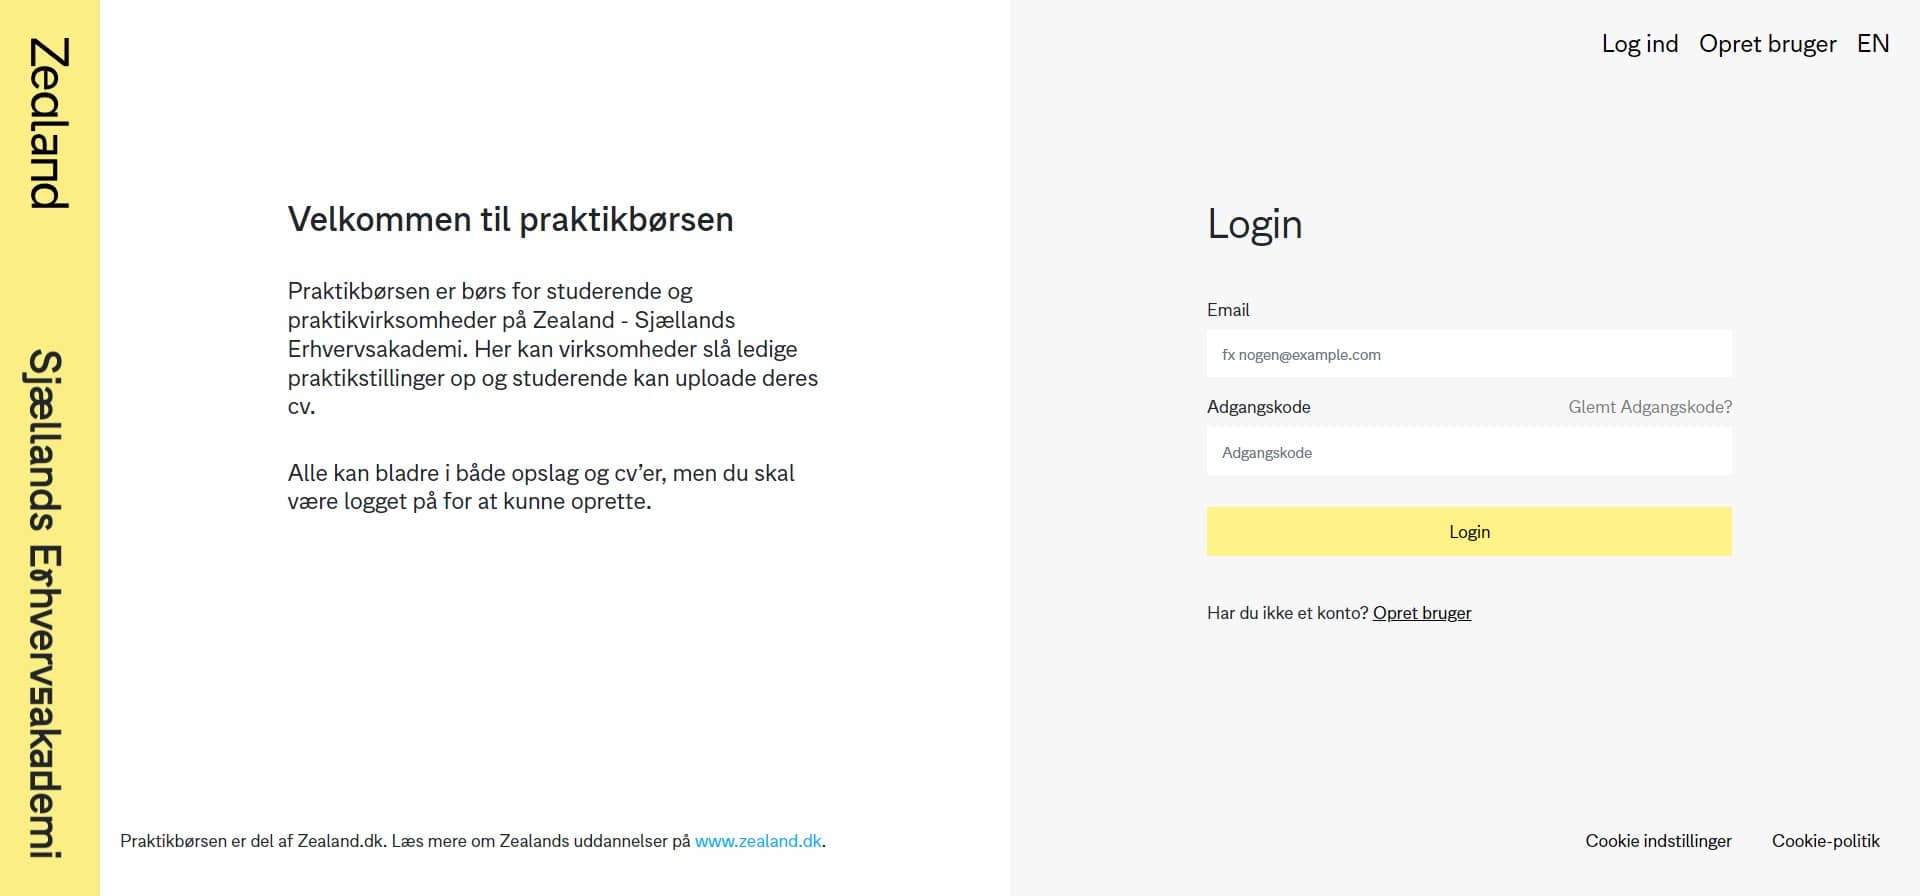 Zealand
Sjællands Erhvervsakademi
Log ind
Opret bruger
EN
Velkommen til praktikbørsen
Praktikbørsen er børs for studerende og
praktikvirksomheder på Zealand - Sjællands
Erhvervsakademi. Her kan virksomheder slå ledige
praktikstillinger op og studerende kan uploade deres
cv.
Alle kan bladre i både opslag og cv’er, men du skal
være logget på for at kunne oprette.
Login
Email
fx nogen@example.com
Adgangskode
Glemt Adgangskode?
Adgangskode
Login
Har du ikke et konto? Opret bruger
Praktikbørsen er del af Zealand.dk. Læs mere om Zealands uddannelser på www.zealand.dk.
Cookie indstillinger
Cookie-politik